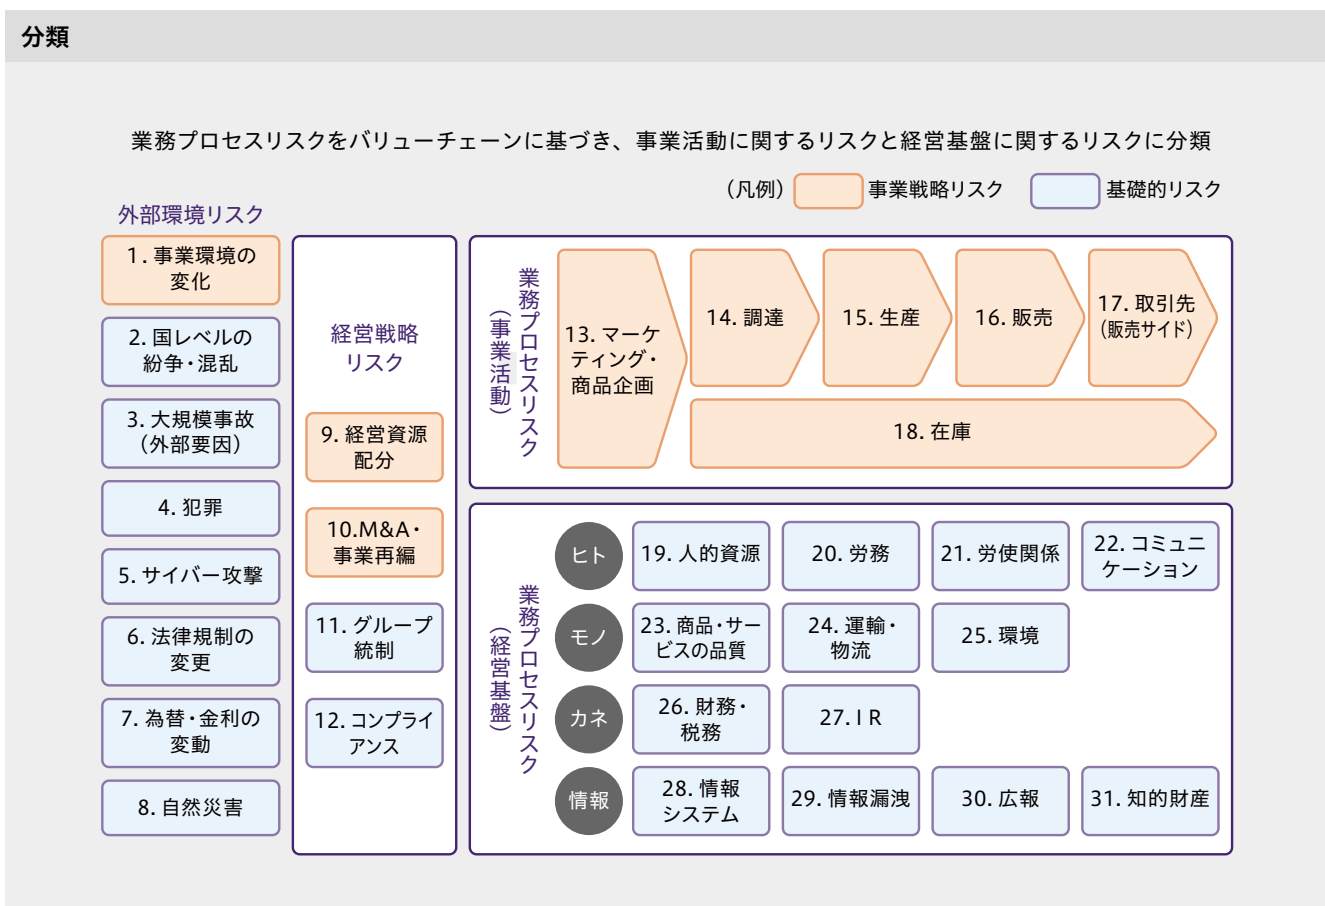 分類
業務プロセスリスクをバリューチェーンに基づき、事業活動に関するリスクと経営基盤に関するリスクに分類
（凡例）
事業戦略リスク
基礎的リスク
外部環境リスク
1. 事業環境の
変化
2. 国レベルの
紛争・混乱
3. 大規模事故
（外部要因）
4. 犯罪
5. サイバー攻撃
6. 法律規制の
変更
7. 為替・金利の
変動
8. 自然災害
経営戦略
リスク
9. 経営資源
配分
10.M&A・
事業再編
11. グループ
統制
12. コンプライ
アンス
業務プロセスリスク
（事業活動）
13. マーケ
ティング・
商品企画
14. 調達
15. 生産
16. 販売
17. 取引先
（販売サイド）
18. 在庫
業務プロセスリスク
（経営基盤）
ヒト
19. 人的資源
20. 労務
21. 労使関係
22. コミュニ
ケーション
モノ
23. 商品・サー
ビスの品質
24. 運輸・
物流
25. 環境
カネ
26. 財務・
税務
27. I R
情報
28. 情報
システム
29. 情報漏洩
30. 広報
31. 知的財産